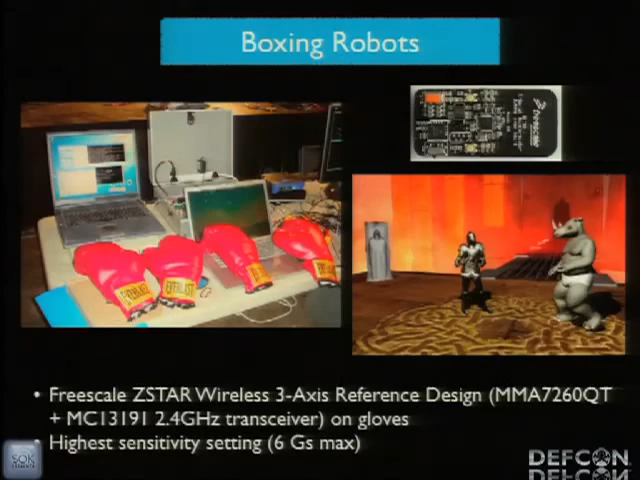 Boxing Robots
freescale
EVERLAST
EVERLAST
• Freescale ZSTAR Wireless 3-Axis Reference Design (MMA7260QT
+ MC13191 2.4GHz transceiver) on gloves
• Highest sensitivity setting (6 Gs max)
SOK
DEFCON